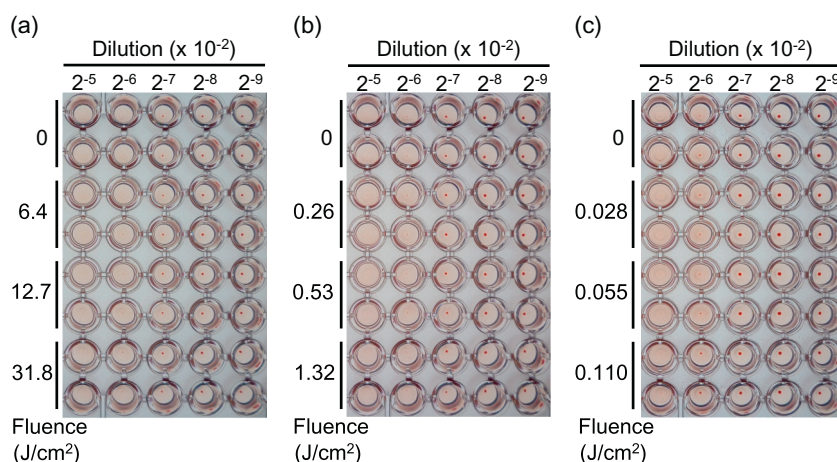 (a)
Dilution (x 10-2)
2-5 2-6 2-7 2-8 2-9
0
6.4
12.7
31.8
Fluence
(J/cm2)
(b)
Dilution (x 10-2)
2-5 2-6 2-7 2-8 2-9
0
0.26
0.53
1.32
Fluence
(J/cm2)
(c)
Dilution (x 10-2)
2-5 2-6 2-7 2-8 2-9
0
0.028
0.055
0.110
Fluence
(J/cm2)